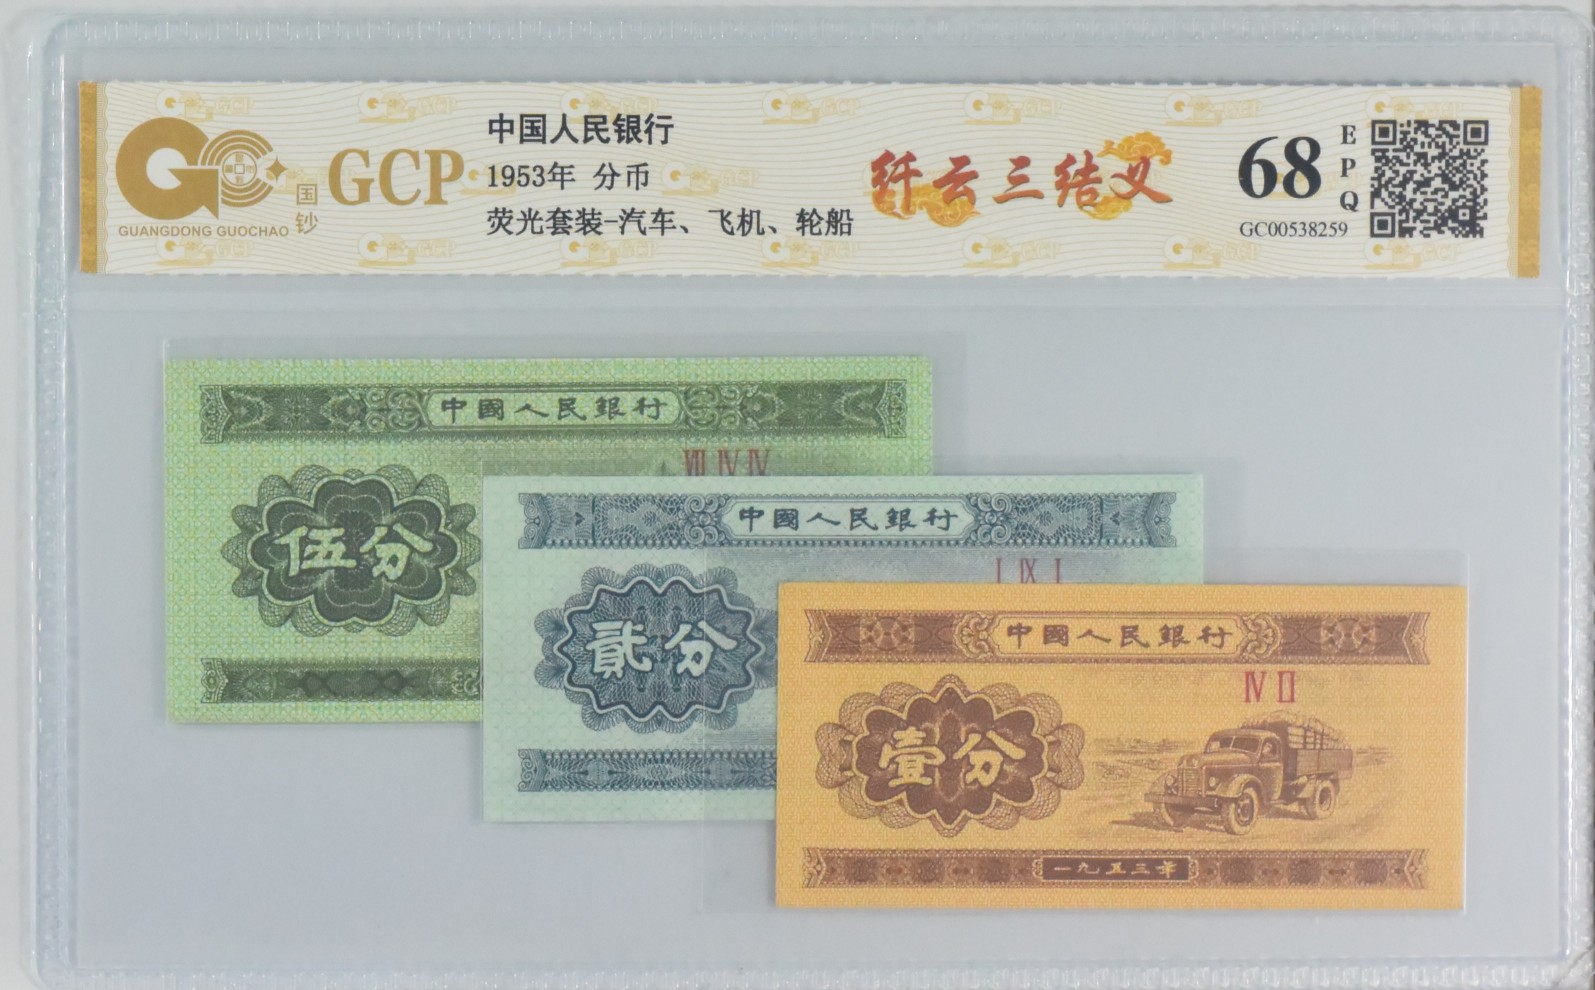 中国人民银行
1953年 分币
荧光套装-汽车、飞机、轮船
国钞
GCP
GUANGDONG GUOCHAO
纤云三结义
68
EPQ
GC00538259
中國人民銀行
Ⅶ Ⅳ Ⅳ
伍分
中國人民銀行
Ⅰ Ⅸ Ⅰ
貳分
中國人民銀行
Ⅳ Ⅱ
壹分
一九五三年